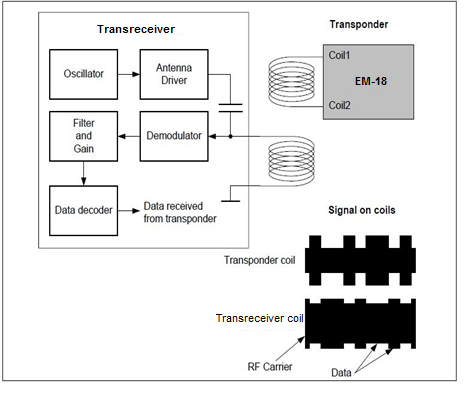 Transreceiver
Oscillator
Antenna
Driver
Filter
and
Gain
Demodulator
Data decoder
Data received
from transponder
Transponder
Coil1
EM-18
Coil2
Signal on coils
Transponder coil
Transreceiver coil
RF Carrier
Data